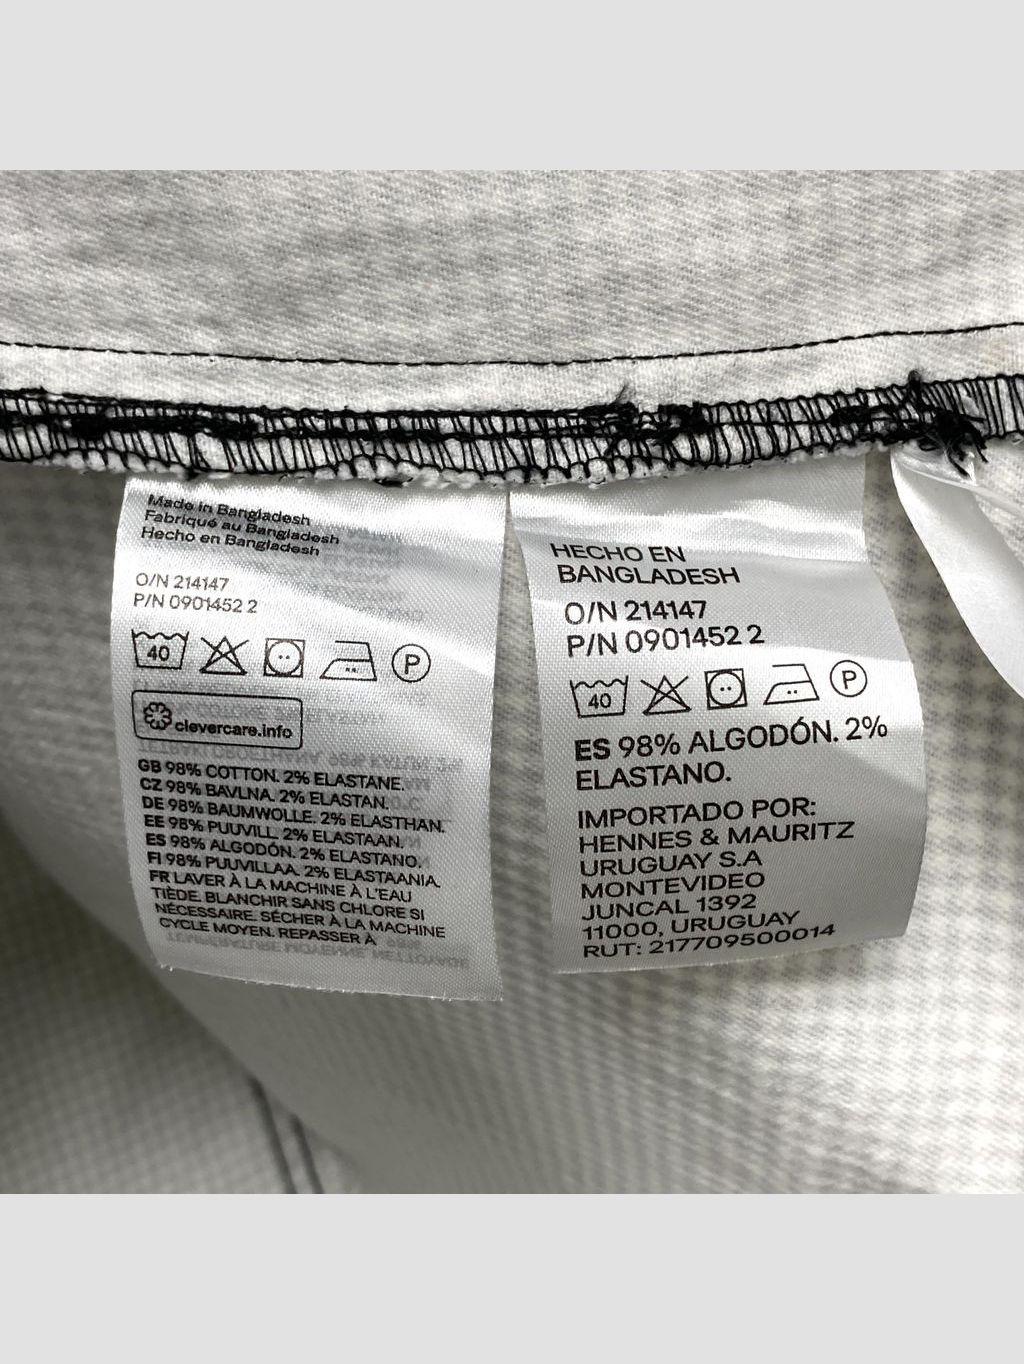 Made in Bangladesh
Fabriqué au Bangladesh
Hecho en Bangladesh
O/N 214147
P/N 0901452 2
40
P
clevercare.info
GB 98% COTTON. 2% ELASTANE.
CZ 98% BAVLNA. 2% ELASTAN.
DE 98% BAUMWOLLE. 2% ELASTHAN.
EE 98% PUUVILL. 2% ELASTAAN.
ES 98% ALGODÓN. 2% ELASTANO.
FI 98% PUUVILLAA. 2% ELASTAANIA.
FR LAVER À LA MACHINE À L'EAU
TIÈDE. BLANCHIR SANS CHLORE SI
NÉCESSAIRE. SÉCHER À LA MACHINE
CYCLE MOYEN. REPASSER À
HECHO EN
BANGLADESH
O/N 214147
P/N 0901452 2
40
P
ES 98% ALGODÓN. 2%
ELASTANO.
IMPORTADO POR:
HENNES & MAURITZ
URUGUAY S.A
MONTEVIDEO
JUNCAL 1392
11000, URUGUAY
RUT: 217709500014